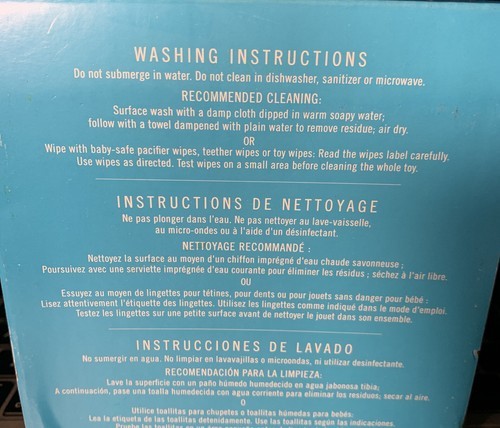 WASHING INSTRUCTIONS
Do not submerge in water. Do not clean in dishwasher, sanitizer or microwave.
RECOMMENDED CLEANING:
Surface wash with a damp cloth dipped in warm soapy water;
follow with a towel dampened with plain water to remove residue; air dry.
OR
Wipe with baby-safe pacifier wipes, teether wipes or toy wipes: Read the wipes label carefully.
Use wipes as directed. Test wipes on a small area before cleaning the whole toy.
INSTRUCTIONS DE NETTOYAGE
Ne pas plonger dans l'eau. Ne pas nettoyer au lave-vaisselle,
au micro-ondes ou à l'aide d'un désinfectant.
NETTOYAGE RECOMMANDÉ :
Nettoyez la surface au moyen d'un chiffon imprégné d'eau chaude savonneuse ;
Poursuivez avec une serviette imprégnée d'eau courante pour éliminer les résidus ; séchez à l'air libre.
OU
Essuyez au moyen de lingettes pour tétines, pour dents ou pour jouets sans danger pour bébé :
Lisez attentivement l'étiquette des lingettes. Utilisez les lingettes comme indiqué dans le mode d'emploi.
Testez les lingettes sur une petite surface avant de nettoyer le jouet dans son ensemble.
INSTRUCCIONES DE LAVADO
No sumergir en agua. No limpiar en lavavajillas o microondas, ni utilizar desinfectante.
RECOMENDACIÓN PARA LA LIMPIEZA:
Lave la superficie con un paño húmedo humedecido en agua jabonosa tibia;
A continuación, pase una toalla humedecida con agua corriente para eliminar los residuos; secar al aire.
O
Utilice toallitas para chupetes o toallitas húmedas para bebés:
Lea la etiqueta de las toallitas detenidamente. Use las toallitas según las indicaciones.
Pruebe las toallitas en un área